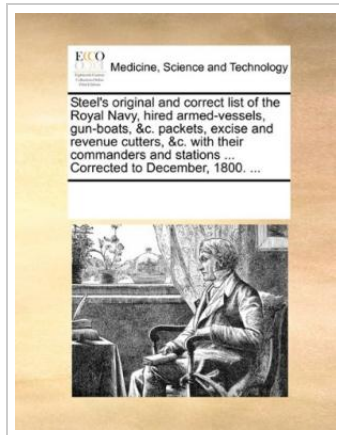 ECCO
Medicine, Science and Technology
Steel's original and correct list of the
Royal Navy, hired armed-vessels,
gun-boats, &c. packets, excise and
revenue cutters, &c. with their
commanders and stations ...
Corrected to December, 1800. ...